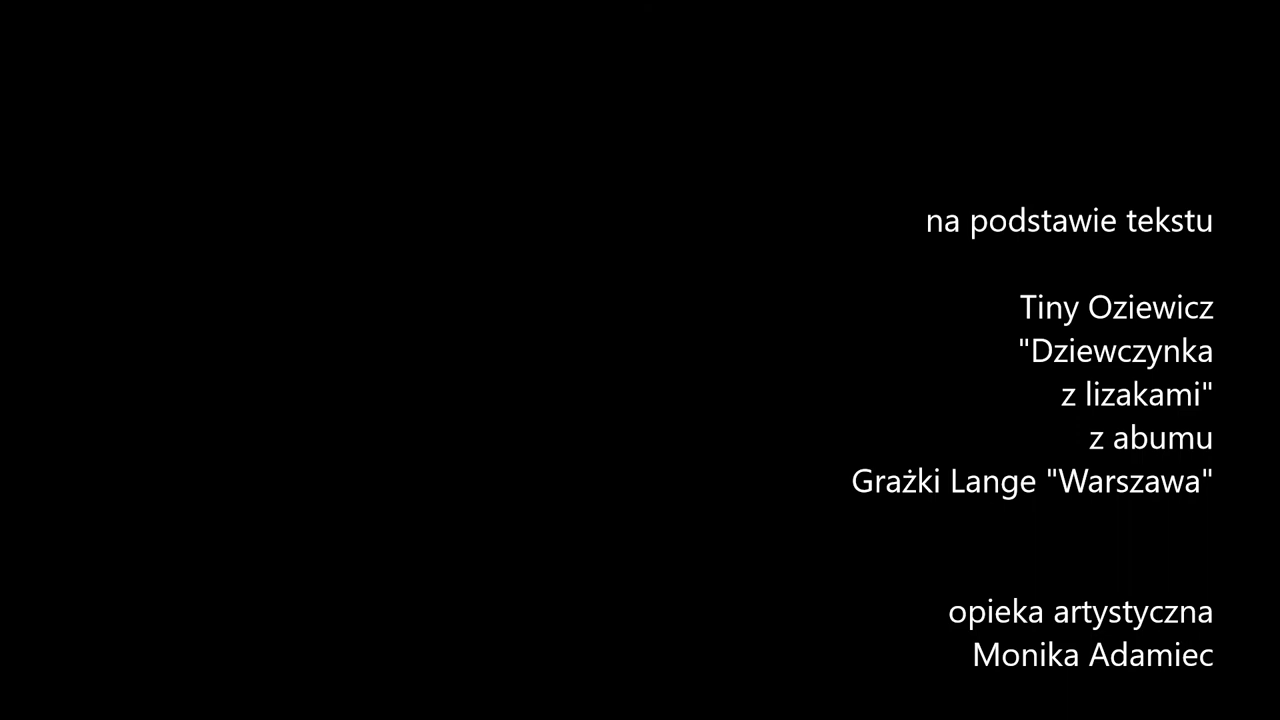 na podstawie tekstu
Tiny Oziewicz
"Dziewczynka
z lizakami"
z abumu
Grażki Lange "Warszawa"
opieka artystyczna
Monika Adamiec